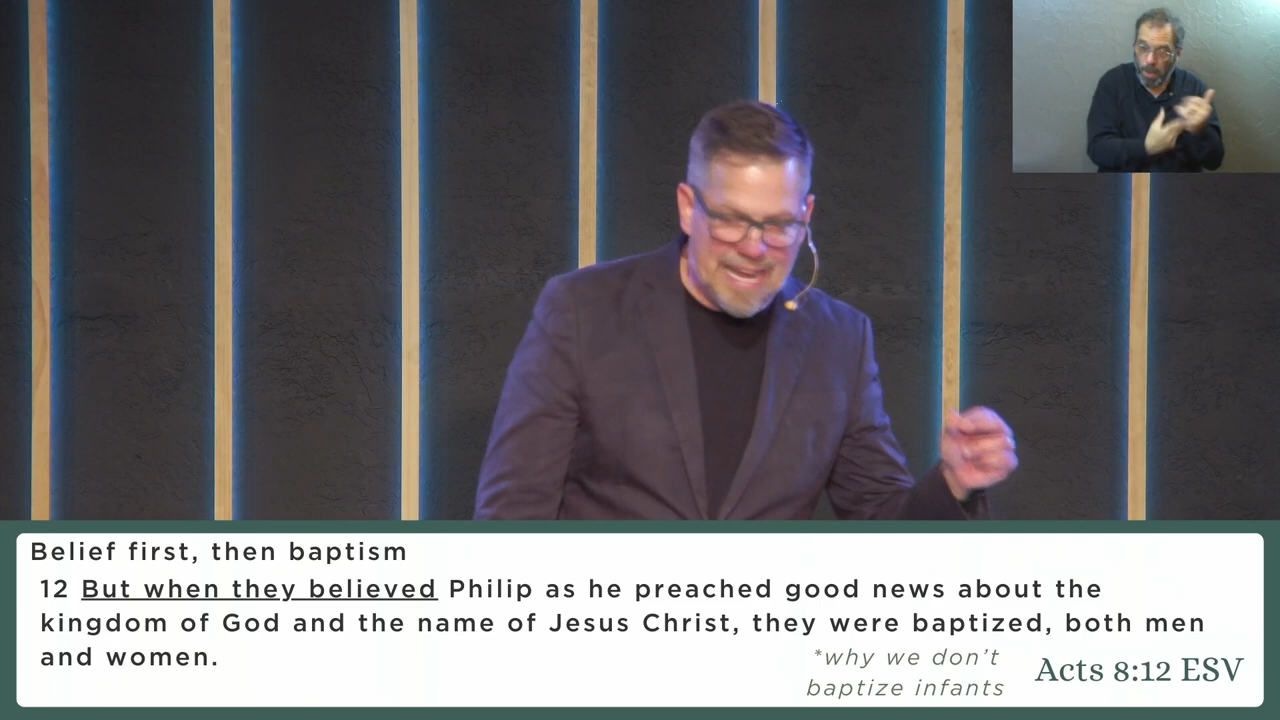 Belief first, then baptism
12 But when they believed Philip as he preached good news about the
kingdom of God and the name of Jesus Christ, they were baptized, both men
and women.
*why we don’t
baptize infants
Acts 8:12 ESV